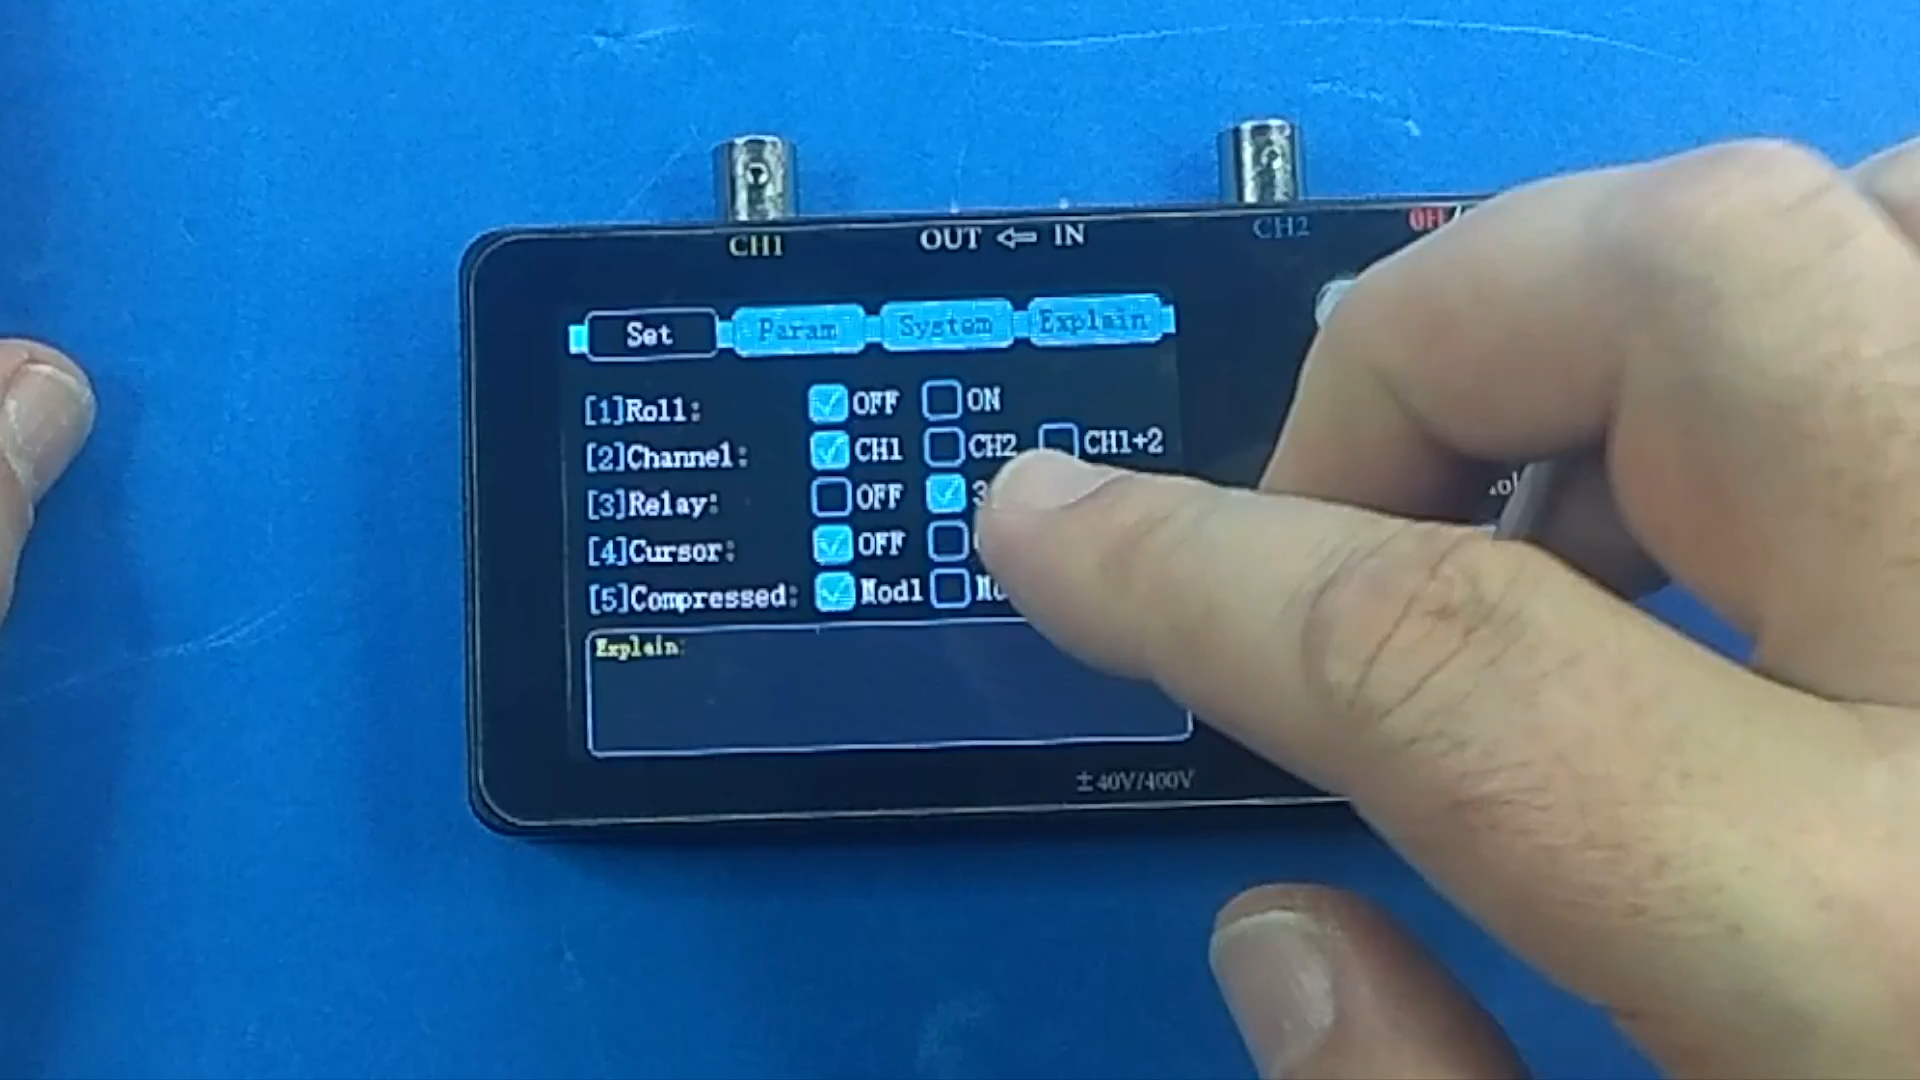 CH1 OUT ⇦ IN CH2 OFF/
Set Param System Explain
[1]Roll: OFF ON
[2]Channel: CH1 CH2 CH1+2
[3]Relay: OFF
[4]Cursor: OFF
[5]Compressed: Mod1
Explain:
±40V/400V